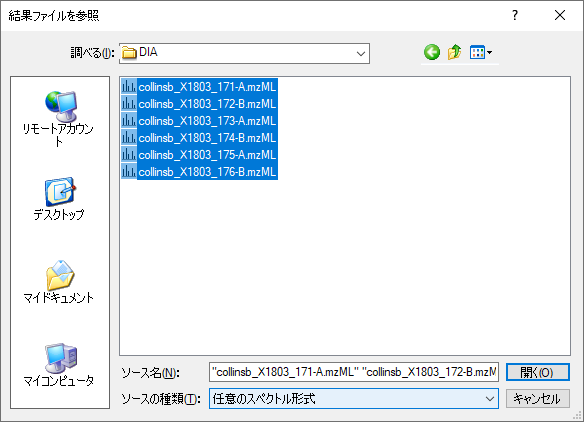 結果ファイルを参照
調べる(I):
DIA
collinsb_X1803_171-A.mzML
collinsb_X1803_172-B.mzML
collinsb_X1803_173-A.mzML
collinsb_X1803_174-B.mzML
collinsb_X1803_175-A.mzML
collinsb_X1803_176-B.mzML
リモートアカウン
ト
デスクトップ
マイドキュメント
マイコンピュータ
ソース名(N):
"collinsb_X1803_171-A.mzML" "collinsb_X1803_172-B.mzM
開く(O)
ソースの種類(T):
任意のスペクトル形式
キャンセル